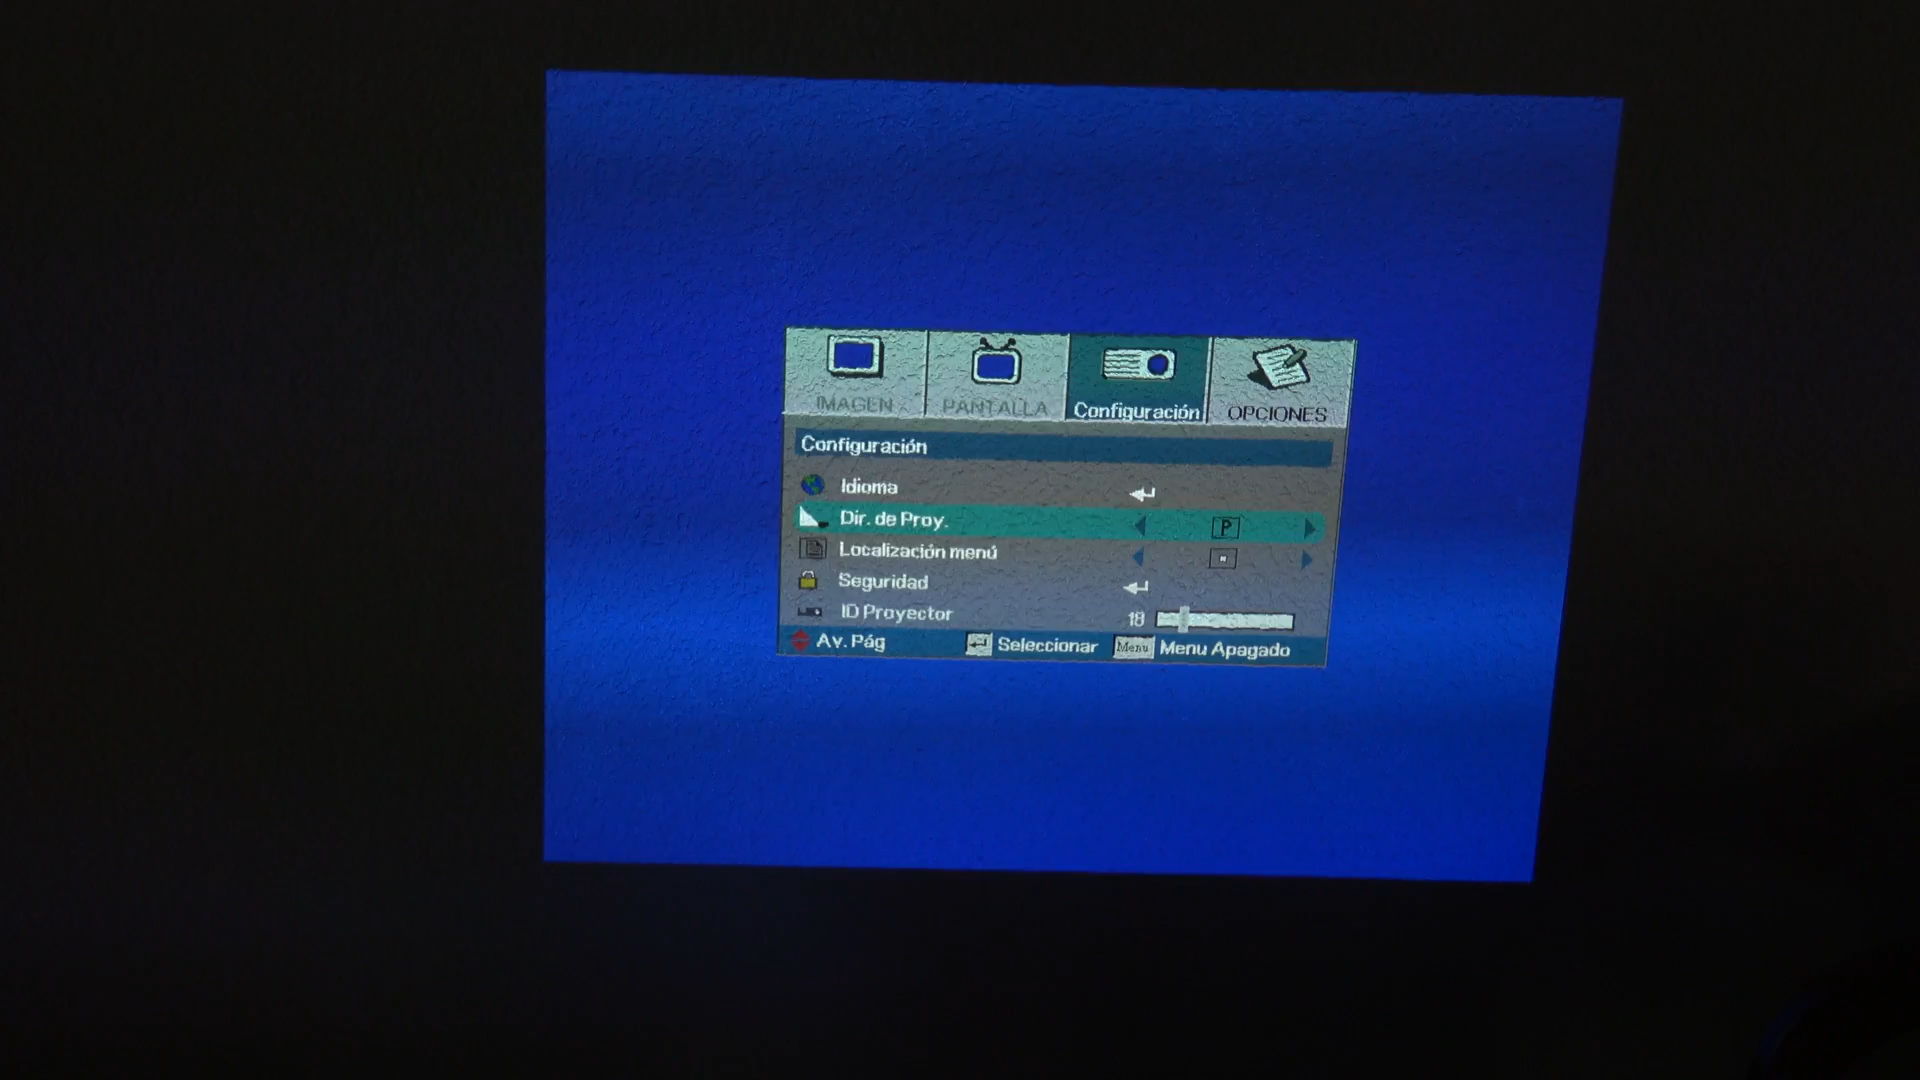 IMAGEN PANTALLA Configuración OPCIONES
Configuración
Idioma
Dir. de Proy. P
Localización menú
Seguridad
ID Proyector 18
Av. Pág Seleccionar Menu Menu Apagado